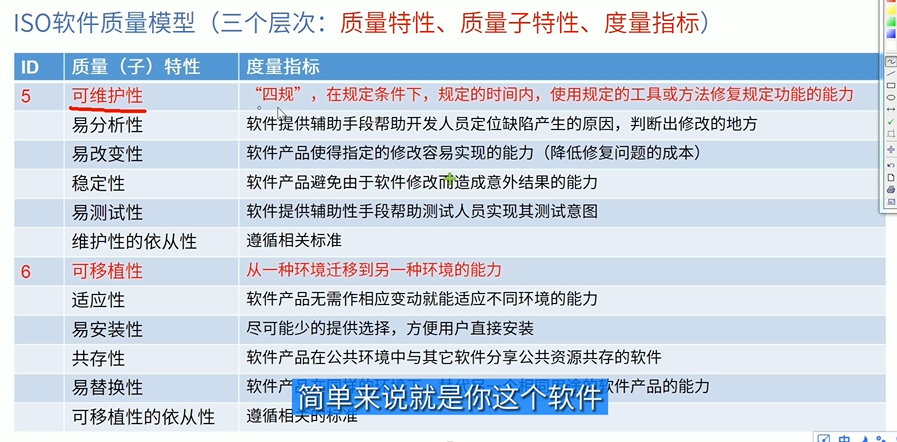 ISO软件质量模型（三个层次：质量特性、质量子特性、度量指标）
ID 质量（子）特性 度量指标
5 可维护性 “四规”，在规定条件下，规定的时间内，使用规定的工具或方法修复规定功能的能力
易分析性 软件提供辅助手段帮助开发人员定位缺陷产生的原因，判断出修改的地方
易改变性 软件产品使得指定的修改容易实现的能力（降低修复问题的成本）
稳定性 软件产品避免由于软件修改而造成意外结果的能力
易测试性 软件提供辅助性手段帮助测试人员实现其测试意图
维护性的依从性 遵循相关标准
6 可移植性 从一种环境迁移到另一种环境的能力
适应性 软件产品无需作相应变动就能适应不同环境的能力
易安装性 尽可能少的提供选择，方便用户直接安装
共存性 软件产品在公共环境中与其它软件分享公共资源共存的软件
易替换性 软件产品 软件产品的能力
可移植性的依从性 遵循相关的标准
简单来说就是你这个软件
中